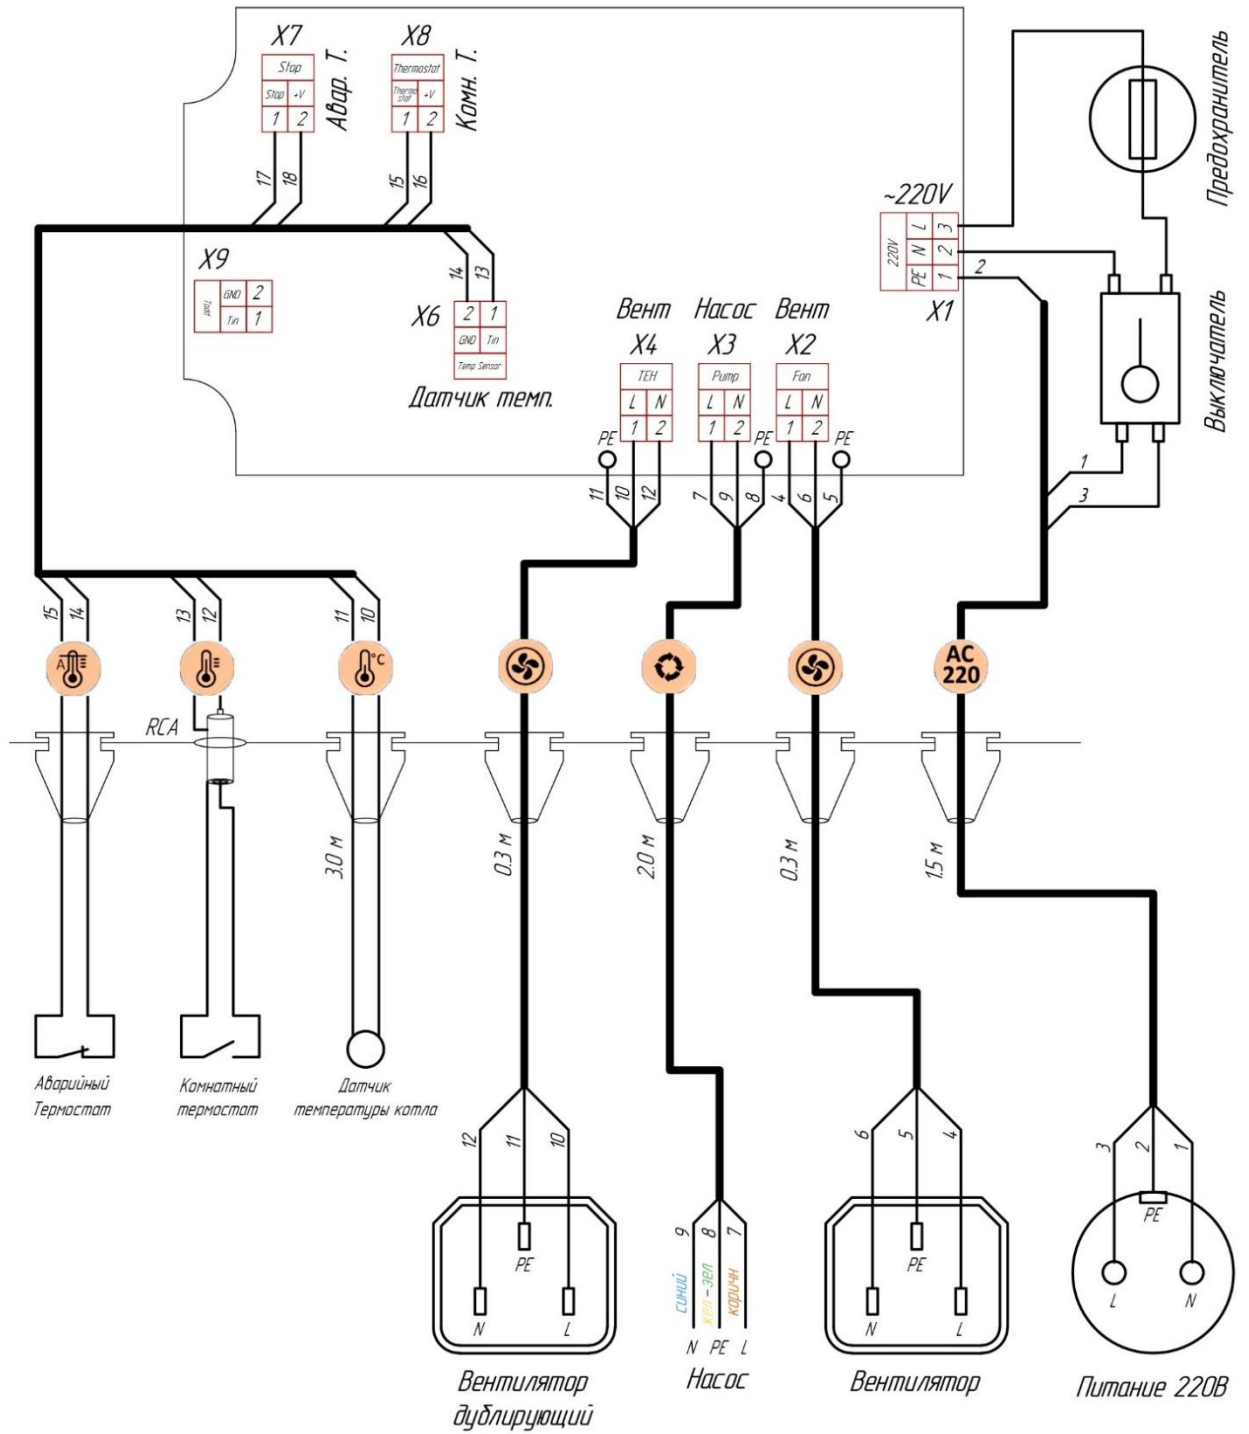 X7
Stop
Stop +V
1 2
Авар. Т.
17 18
X8
Thermostat
Thermo stat +V
1 2
Комн. Т.
15 16
Предохранитель
~220V
220V
L 3
N 2
PE 1
X1
2
Выключатель
1
3
X9
GND 2
Tin 1
14 13
X6
2 1
GND Tin
Temp Sensor
Датчик темп.
Вент
X4
TEH
L N
1 2
PE
11 10 12
Насос
X3
Pump
L N
1 2
PE
7 9 8
Вент
X2
Fan
L N
1 2
PE
4 6 5
15 14
13 12
11 10
A
°C
AC
220
RCA
3.0 м
0.3 м
2.0 м
0.3 м
1.5 м
Аварийный
Термостат
Комнатный
термостат
Датчик
температуры котла
12 11 10
PE
N L
Вентилятор
дублирующий
9 8 7
синий
жел - зел
коричн
N PE L
Насос
6 5 4
PE
N L
Вентилятор
3 2 1
PE
L N
Питание 220В